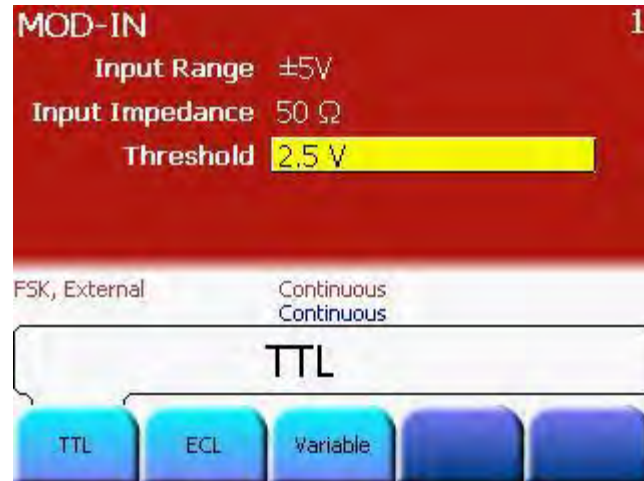 MOD-IN 1
Input Range ±5V
Input Impedance 50 Ω
Threshold 2.5 V
FSK, External Continuous
Continuous
TTL
TTL ECL Variable